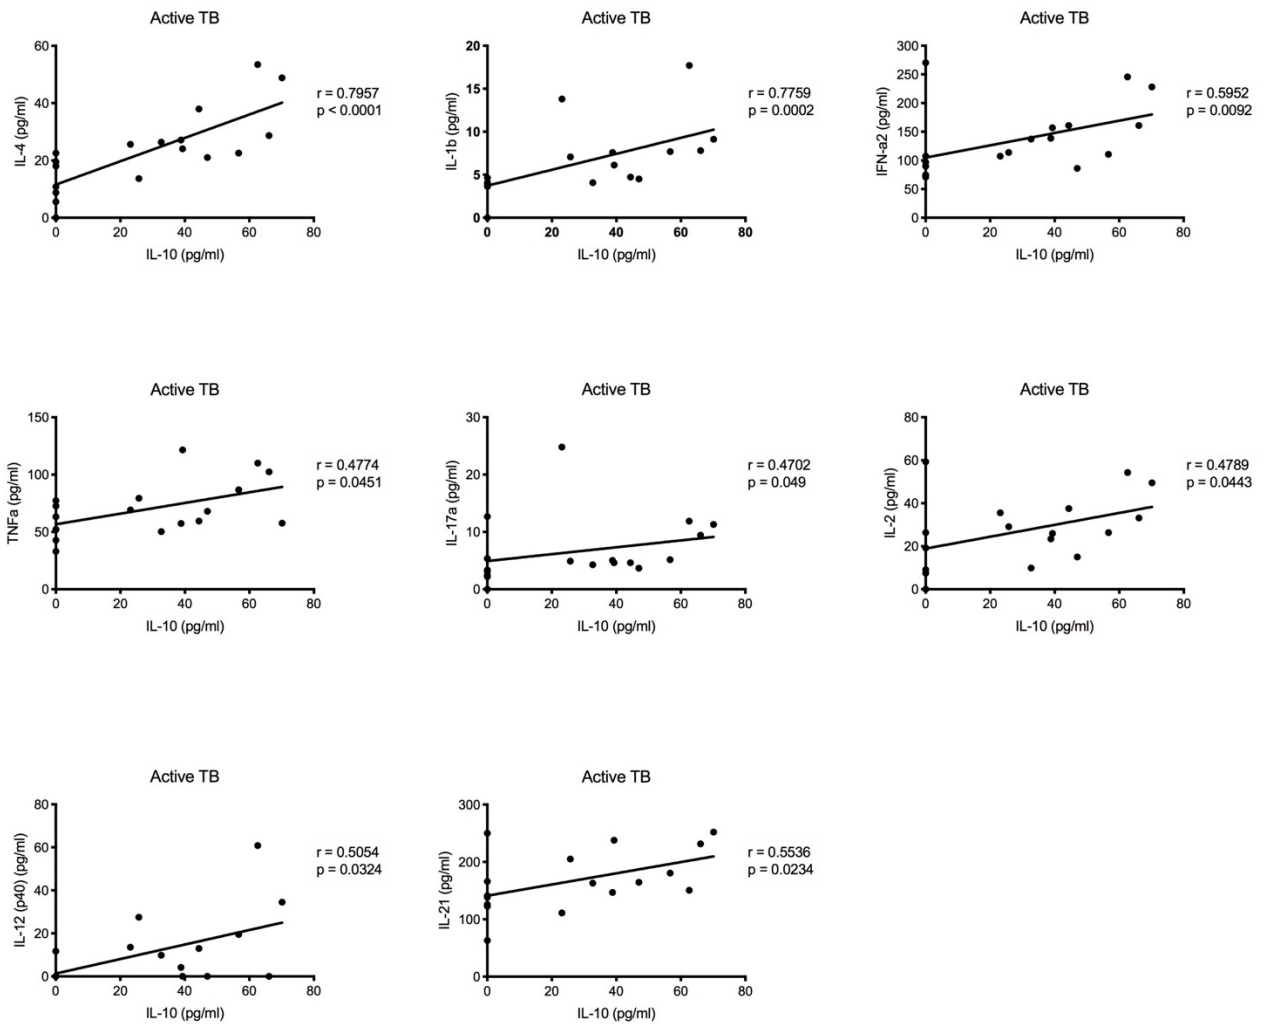 Active TB
60
40
20
0
0 20 40 60 80
IL-4 (pg/ml)
IL-10 (pg/ml)
r = 0.7957
p < 0.0001
Active TB
20
15
10
5
0
0 20 40 60 80
IL-1b (pg/ml)
IL-10 (pg/ml)
r = 0.7759
p = 0.0002
Active TB
300
250
200
150
100
50
0
0 20 40 60 80
IFN-a2 (pg/ml)
IL-10 (pg/ml)
r = 0.5952
p = 0.0092
Active TB
150
100
50
0
0 20 40 60 80
TNFa (pg/ml)
IL-10 (pg/ml)
r = 0.4774
p = 0.0451
Active TB
30
20
10
0
0 20 40 60 80
IL-17a (pg/ml)
IL-10 (pg/ml)
r = 0.4702
p = 0.049
Active TB
80
60
40
20
0
0 20 40 60 80
IL-2 (pg/ml)
IL-10 (pg/ml)
r = 0.4789
p = 0.0443
Active TB
80
60
40
20
0
0 20 40 60 80
IL-12 (p40) (pg/ml)
IL-10 (pg/ml)
r = 0.5054
p = 0.0324
Active TB
300
200
100
0
0 20 40 60 80
IL-21 (pg/ml)
IL-10 (pg/ml)
r = 0.5536
p = 0.0234